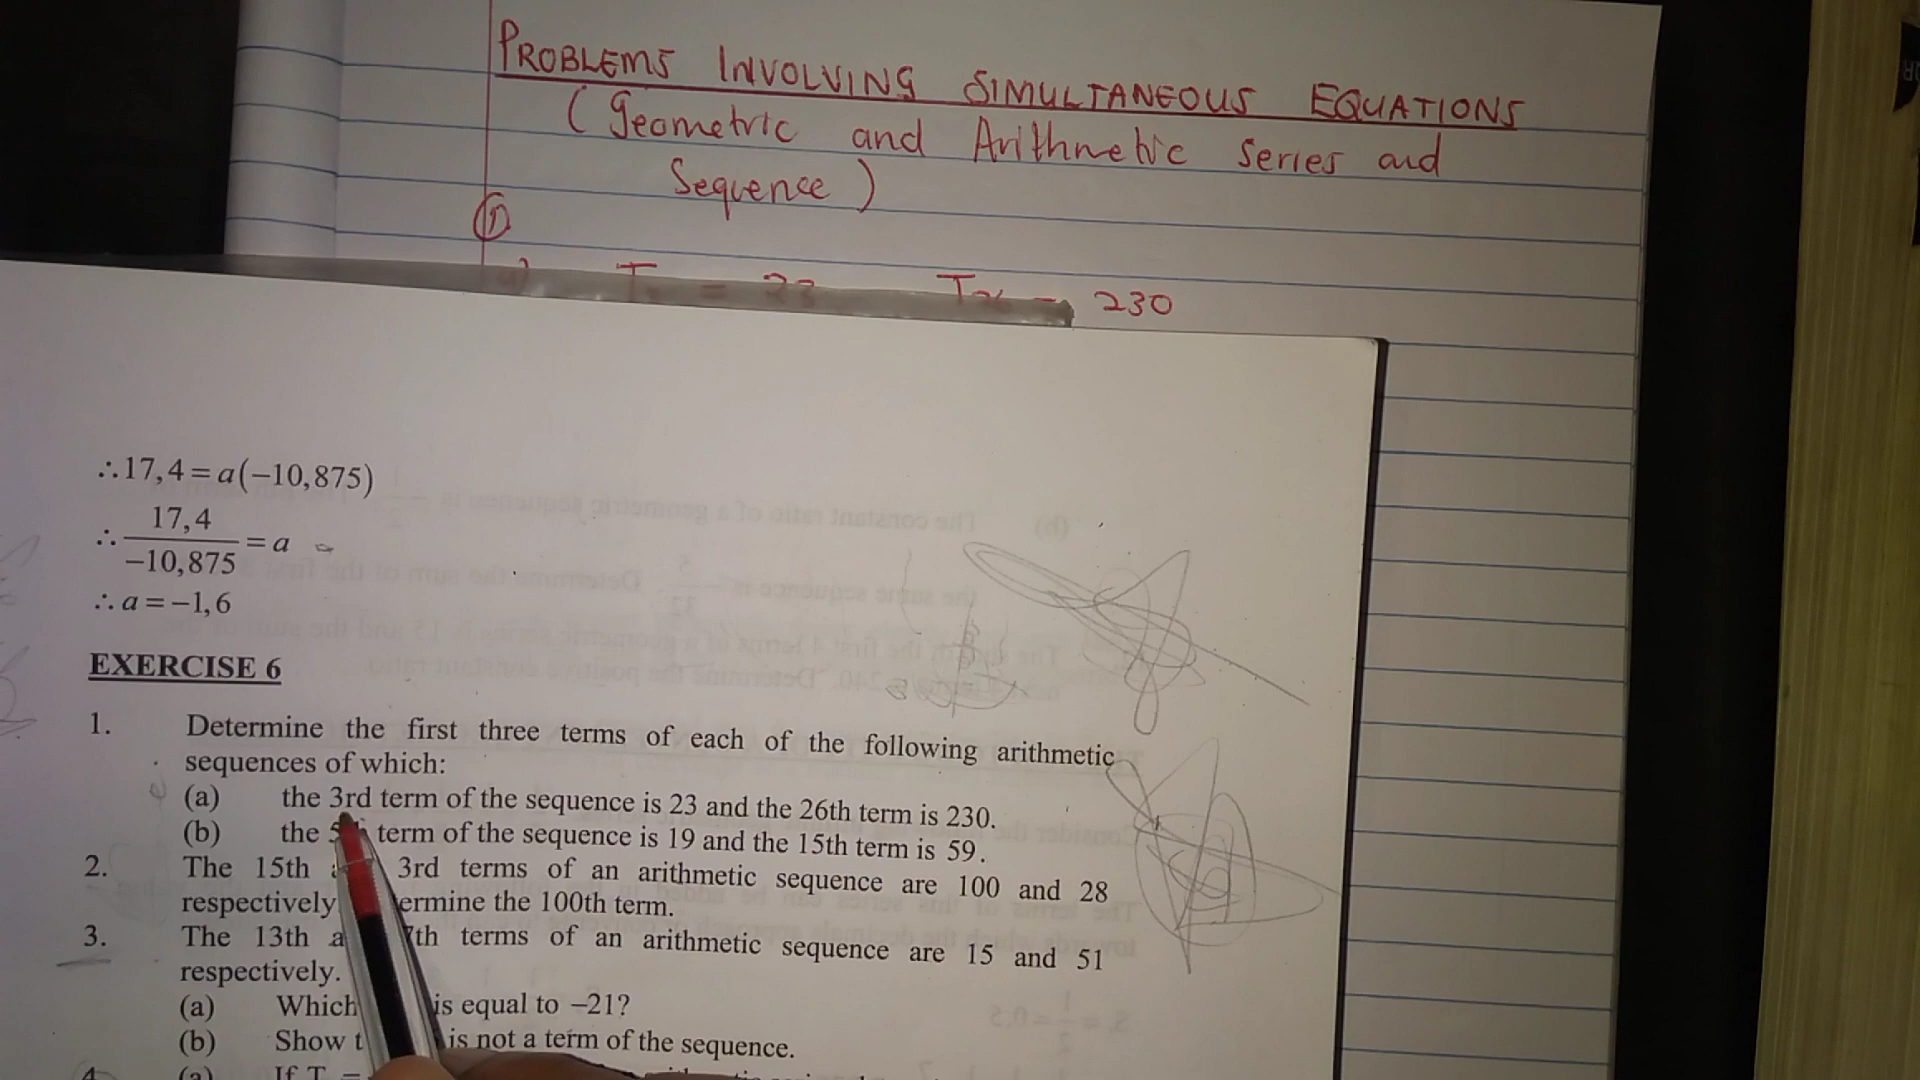 PROBLEMS INVOLVING SIMULTANEOUS EQUATIONS
(Geometric and Arithmetic Series and
Sequence)
①
a) T = 23 T = 230
∴17,4 = a(−10,875)
∴ 17,4/−10,875 = a
∴ a = −1,6
EXERCISE 6
1. Determine the first three terms of each of the following arithmetic
sequences of which:
(a) the 3rd term of the sequence is 23 and the 26th term is 230.
(b) the term of the sequence is 19 and the 15th term is 59.
2. The 15th 3rd terms of an arithmetic sequence are 100 and 28
respectively ermine the 100th term.
3. The 13th a 7th terms of an arithmetic sequence are 15 and 51
respectively.
(a) Which is equal to −21?
(b) Show t is not a term of the sequence.
4. (a) If T =